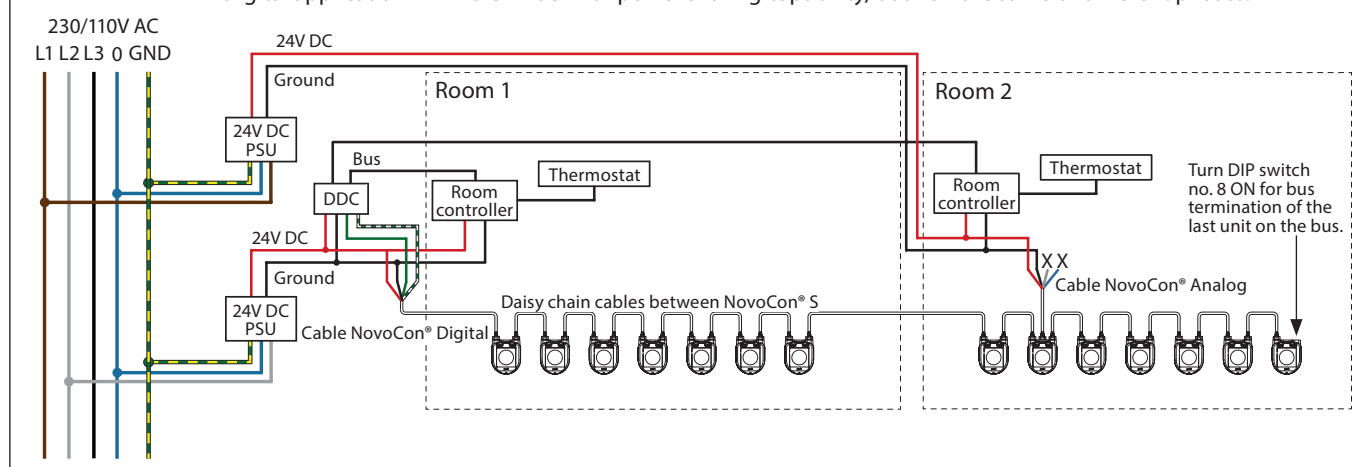 230/110V AC
L1 L2 L3 0 GND
24V DC
Ground
24V DC
PSU
Room 1
Room 2
Bus
DDC
Room
controller
Thermostat
Room
controller
Thermostat
Turn DIP switch
no. 8 ON for bus
termination of the
last unit on the bus.
24V DC
Ground
24V DC
PSU
Cable NovoCon® Digital
Daisy chain cables between NovoCon® S
X X
Cable NovoCon® Analog